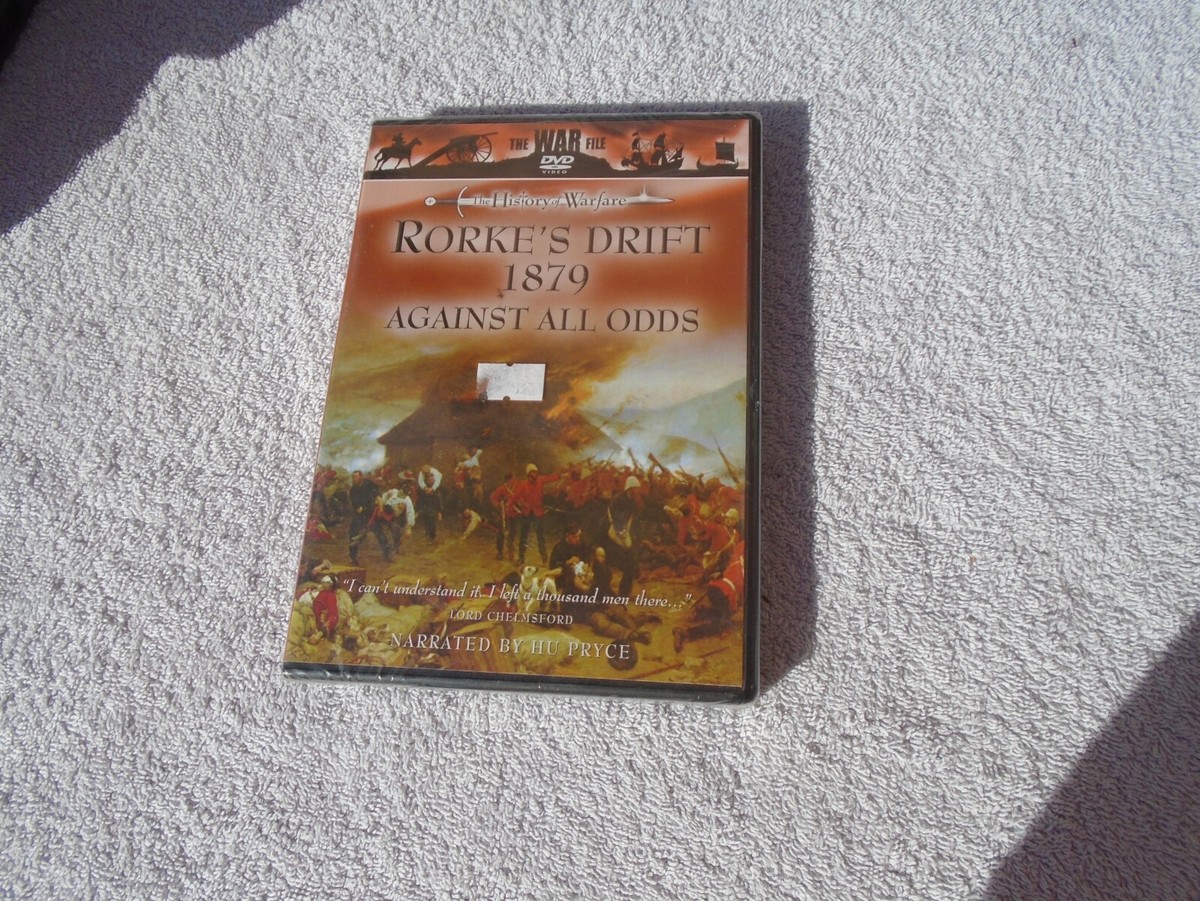 THE WAR FILE
DVD
VIDEO
The History of Warfare
RORKE'S DRIFT
1879
AGAINST ALL ODDS
"I can't understand it. I left a thousand men there..."
LORD CHELMSFORD
NARRATED BY HU PRYCE